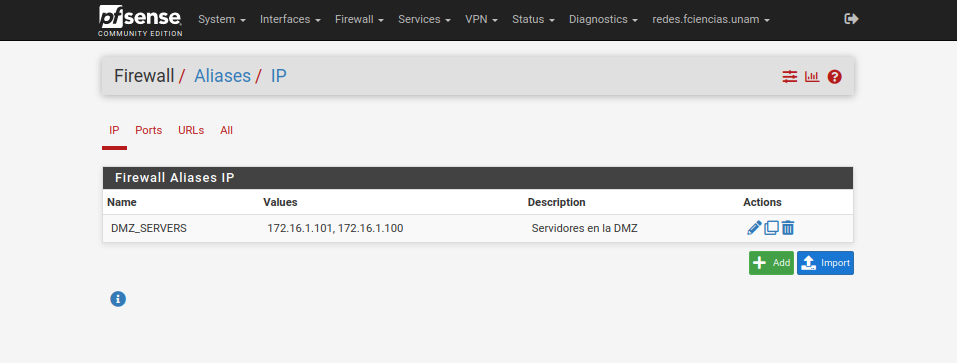 pfsense
COMMUNITY EDITION
System Interfaces Firewall Services VPN Status Diagnostics redes.fciencias.unam
Firewall / Aliases / IP
IP Ports URLs All
Firewall Aliases IP
Name Values Description Actions
DMZ_SERVERS 172.16.1.101, 172.16.1.100 Servidores en la DMZ
Add Import